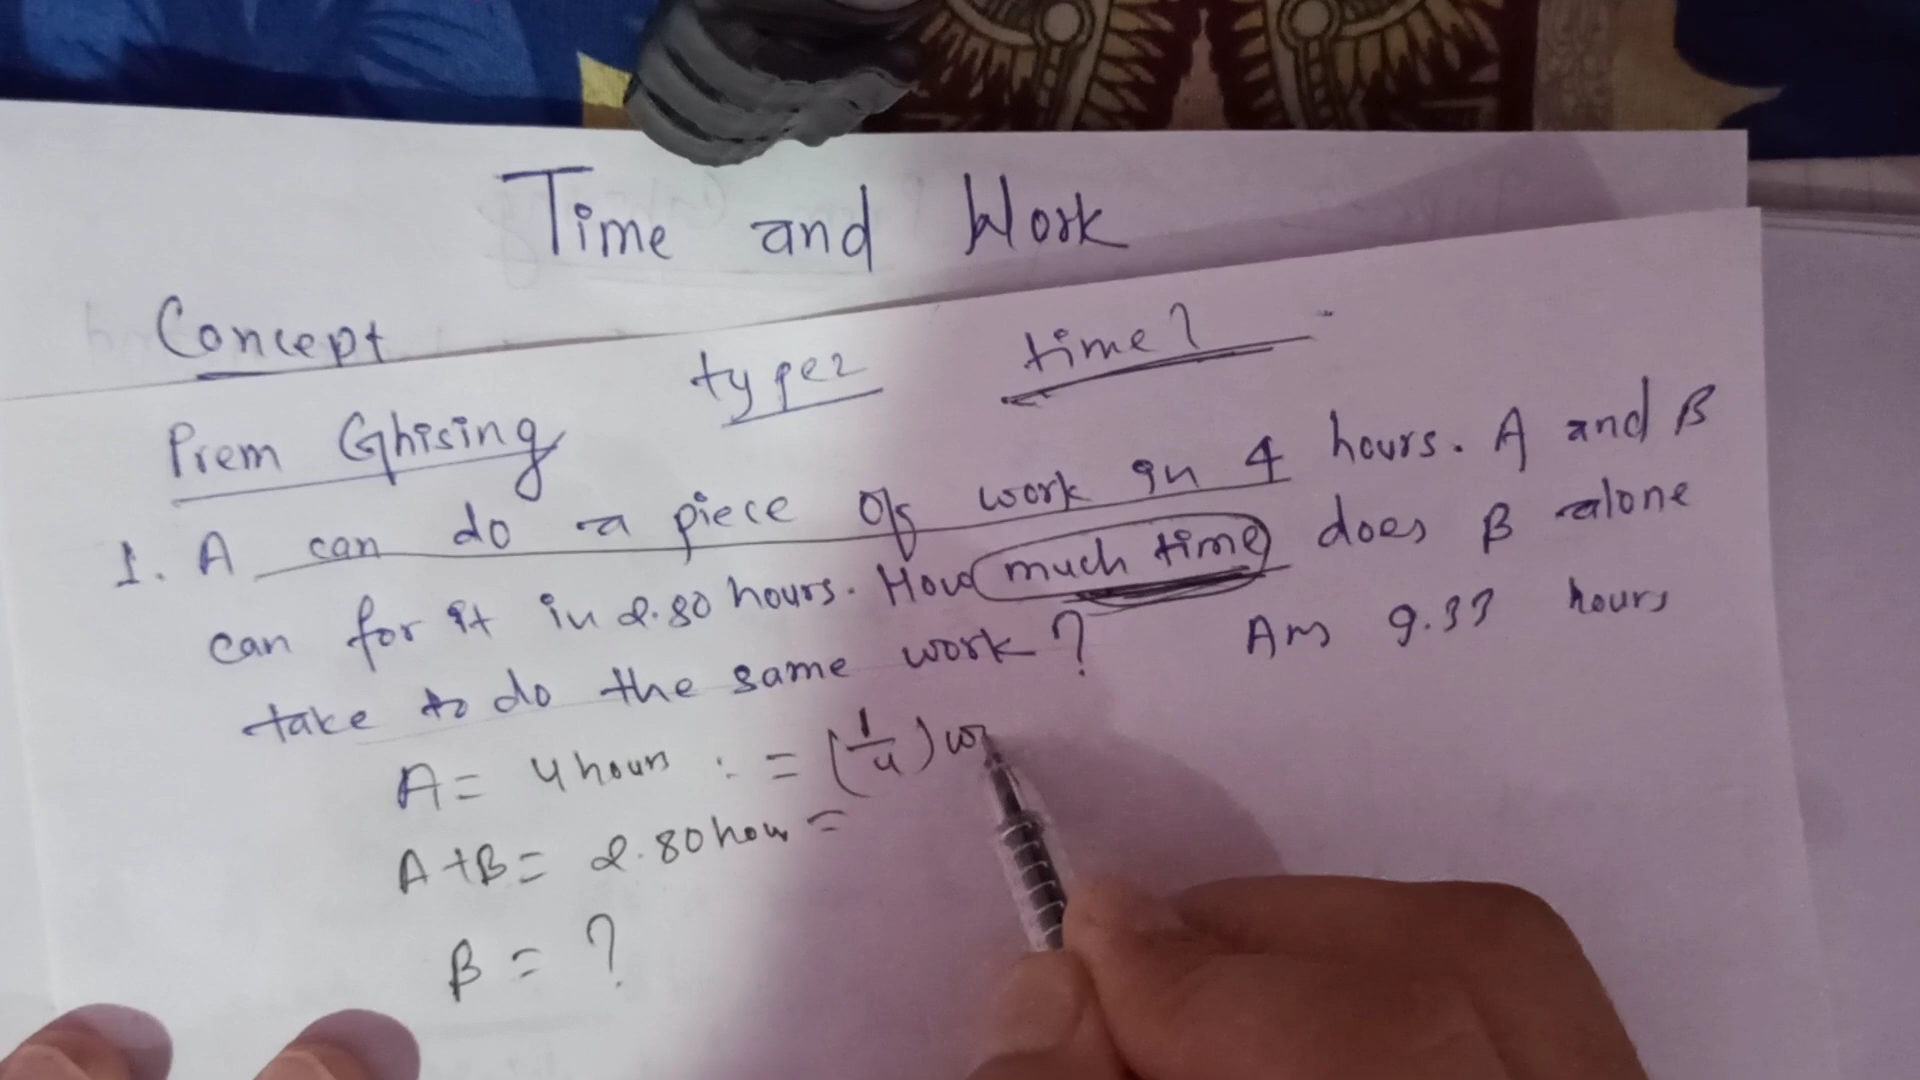 Time and Work
Concept
type2 time?
Prem Ghising
1. A can do a piece of work in 4 hours. A and B
can for it in 2.80 hours. How much time does B alone
take to do the same work? Ans 9.33 hours
A = 4 hours : = (1/4) wo
A+B = 2.80 hour =
B = ?